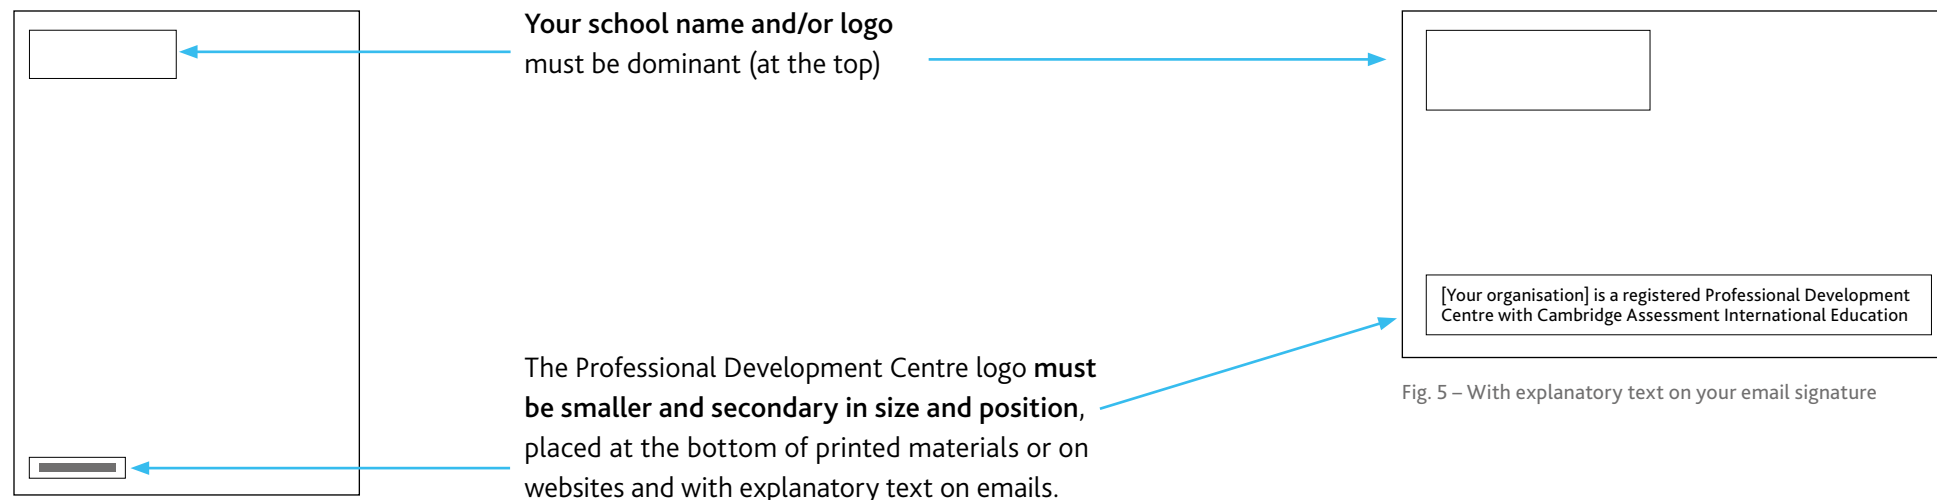 Your school name and/or logo
must be dominant (at the top)
The Professional Development Centre logo must
be smaller and secondary in size and position,
placed at the bottom of printed materials or on
websites and with explanatory text on emails.
[Your organisation] is a registered Professional Development
Centre with Cambridge Assessment International Education
Fig. 5 – With explanatory text on your email signature